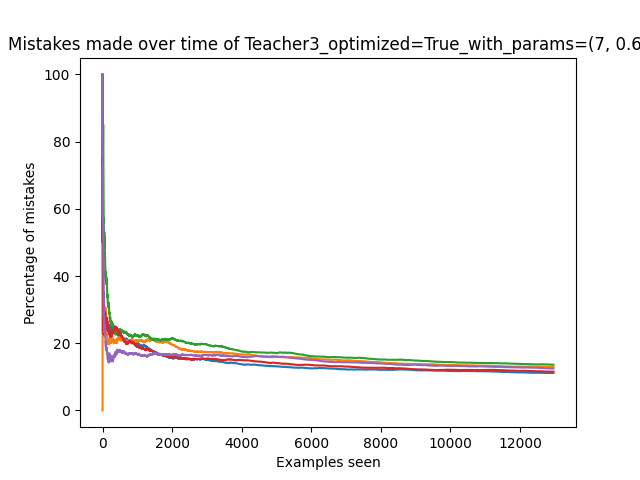 Mistakes made over time of Teacher3_optimized=True_with_params=(7, 0.6
100
80
60
40
20
0
Percentage of mistakes
0 2000 4000 6000 8000 10000 12000
Examples seen